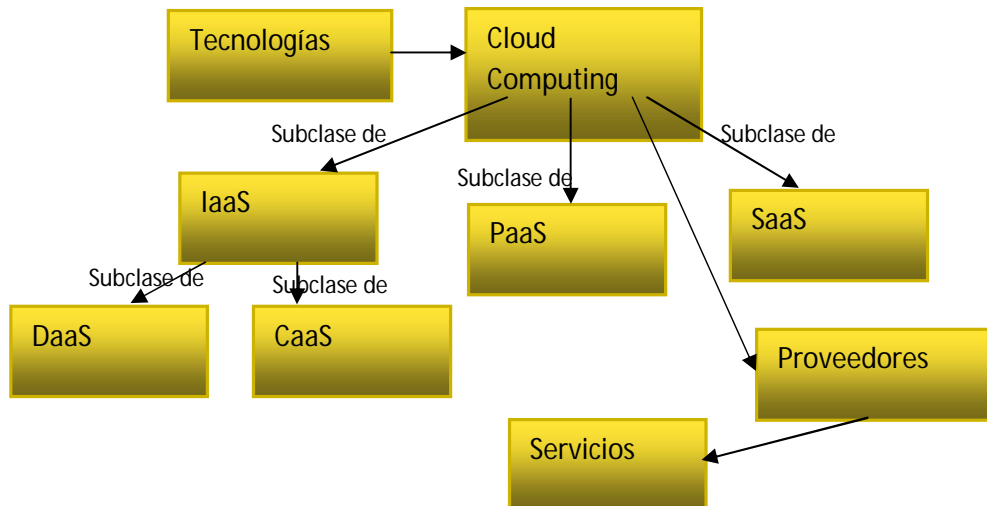 Tecnologías
Cloud
Computing
Subclase de
Subclase de
Subclase de
IaaS
PaaS
SaaS
Subclase de
Subclase de
DaaS
CaaS
Proveedores
Servicios